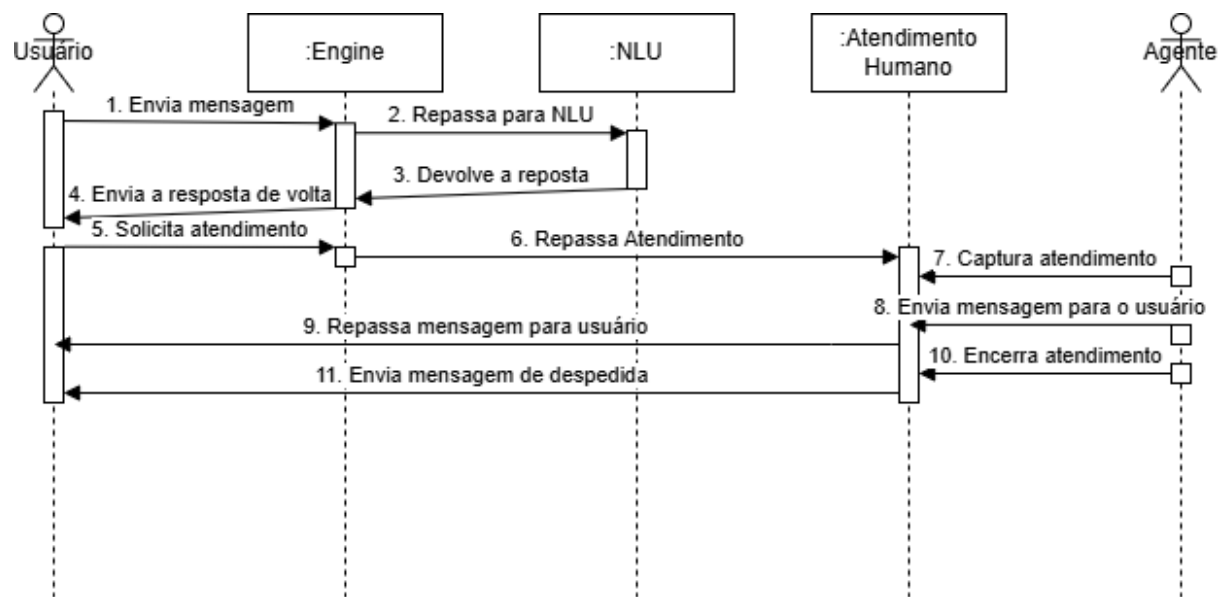 Usuário
:Engine
:NLU
:Atendimento
Humano
Agente
1. Envia mensagem
2. Repassa para NLU
3. Devolve a reposta
4. Envia a resposta de volta
5. Solicita atendimento
6. Repassa Atendimento
7. Captura atendimento
8. Envia mensagem para o usuário
9. Repassa mensagem para usuário
10. Encerra atendimento
11. Envia mensagem de despedida